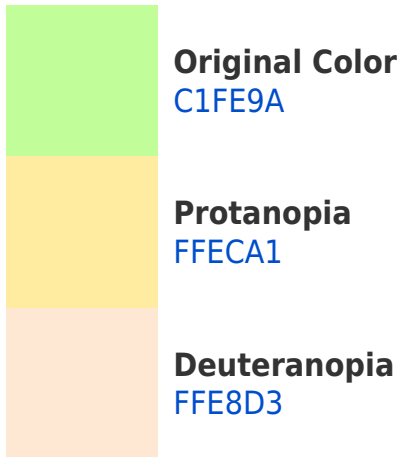 Original Color
C1FE9A
Protanopia
FFECA1
Deuteranopia
FFE8D3